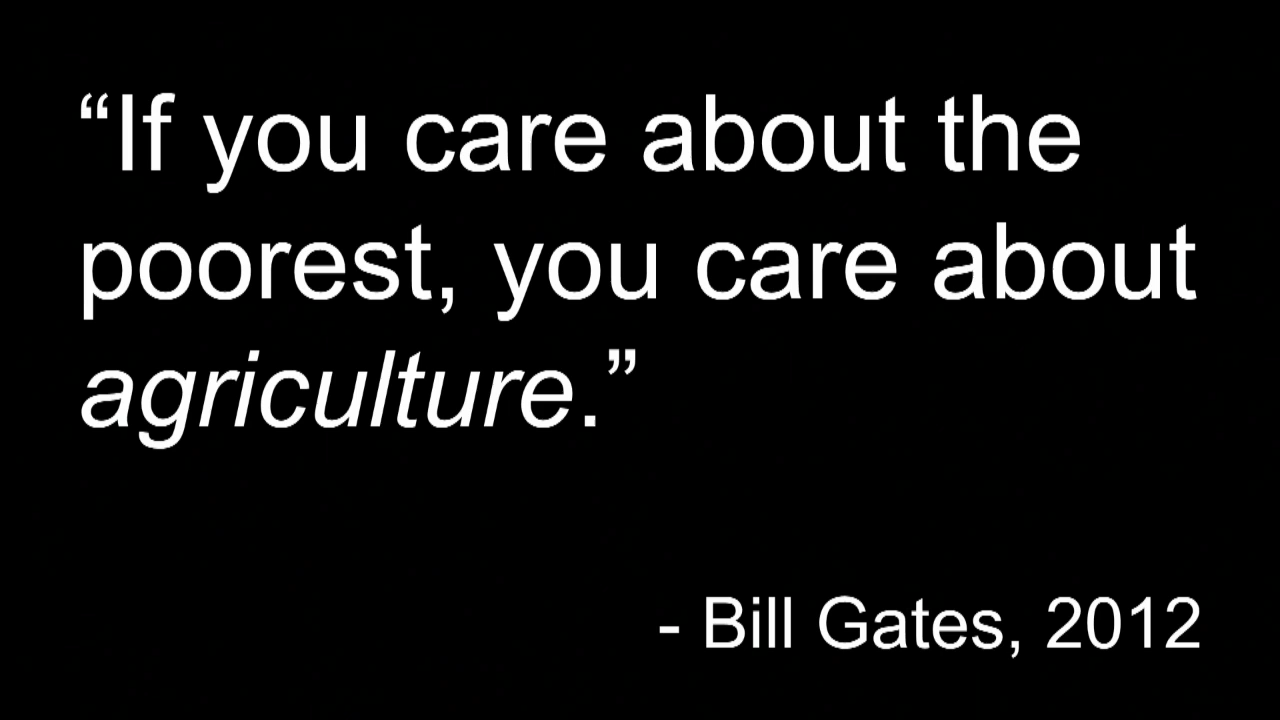 “If you care about the
poorest, you care about
agriculture.”
- Bill Gates, 2012